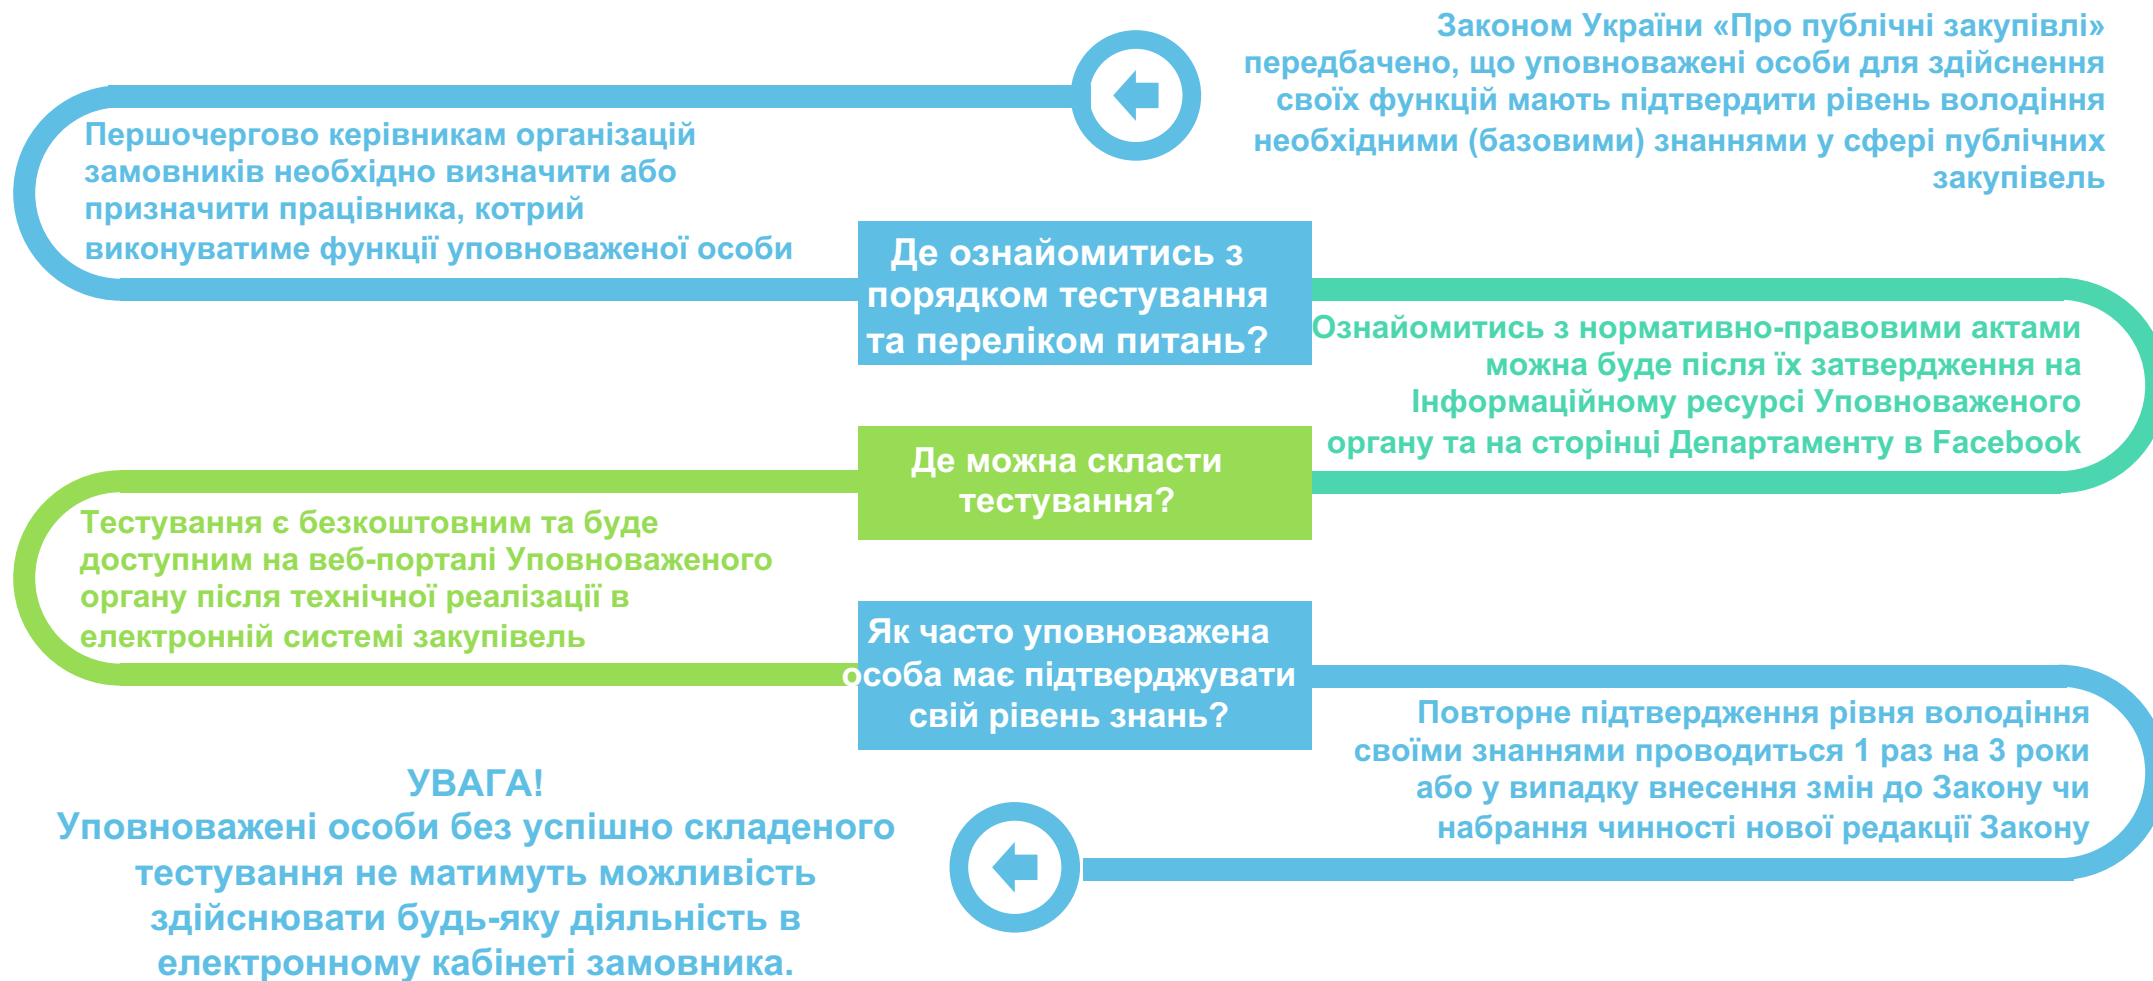 Законом України «Про публічні закупівлі»
передбачено, що уповноважені особи для здійснення
своїх функцій мають підтвердити рівень володіння
необхідними (базовими) знаннями у сфері публічних
закупівель
Першочергово керівникам організацій
замовників необхідно визначити або
призначити працівника, котрий
виконуватиме функції уповноваженої особи
Де ознайомитись з
порядком тестування
та переліком питань?
Ознайомитись з нормативно-правовими актами
можна буде після їх затвердження на
Інформаційному ресурсі Уповноваженого
органу та на сторінці Департаменту в Facebook
Де можна скласти
тестування?
Тестування є безкоштовним та буде
доступним на веб-порталі Уповноваженого
органу після технічної реалізації в
електронній системі закупівель
Як часто уповноважена
особа має підтверджувати
свій рівень знань?
Повторне підтвердження рівня володіння
своїми знаннями проводиться 1 раз на 3 роки
або у випадку внесення змін до Закону чи
набрання чинності нової редакції Закону
УВАГА!
Уповноважені особи без успішно складеного
тестування не матимуть можливість
здійснювати будь-яку діяльність в
електронному кабінеті замовника.